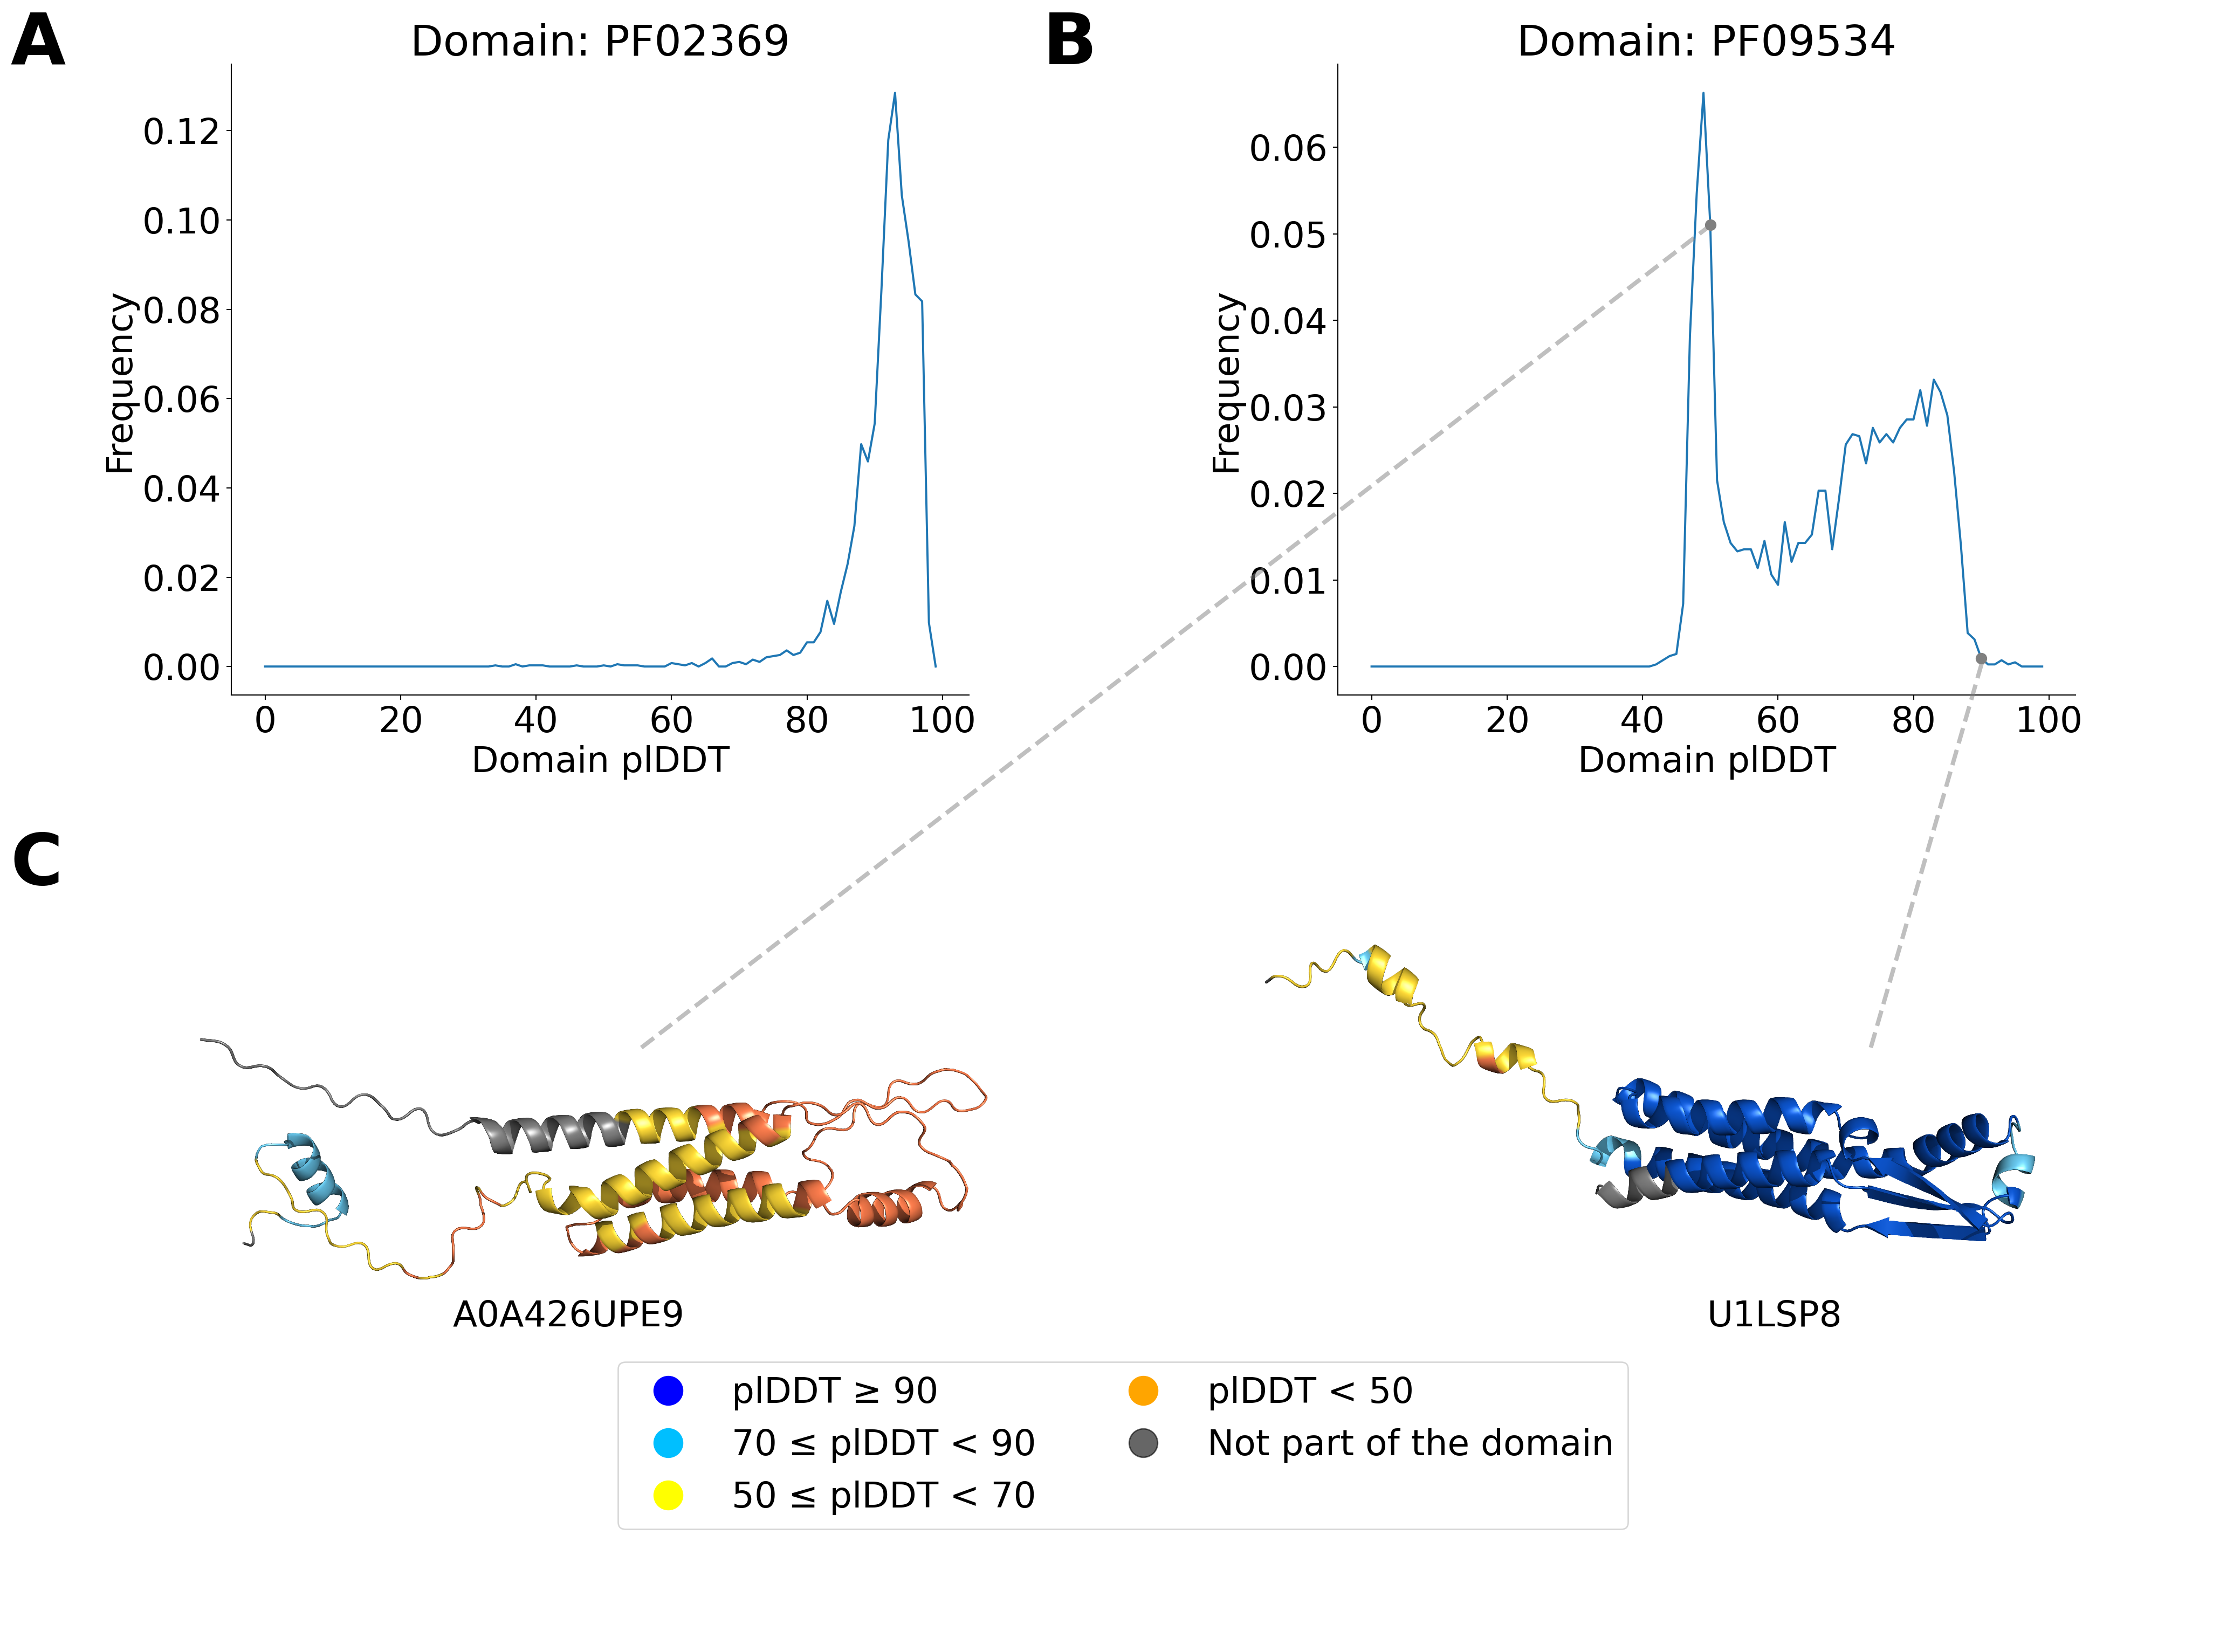 A
Domain: PF02369
Frequency
0.12
0.10
0.08
0.06
0.04
0.02
0.00
0 20 40 60 80 100
Domain plDDT
B
Domain: PF09534
Frequency
0.06
0.05
0.04
0.03
0.02
0.01
0.00
0 20 40 60 80 100
Domain plDDT
C
A0A426UPE9
U1LSP8
plDDT ≥ 90
70 ≤ plDDT < 90
50 ≤ plDDT < 70
plDDT < 50
Not part of the domain